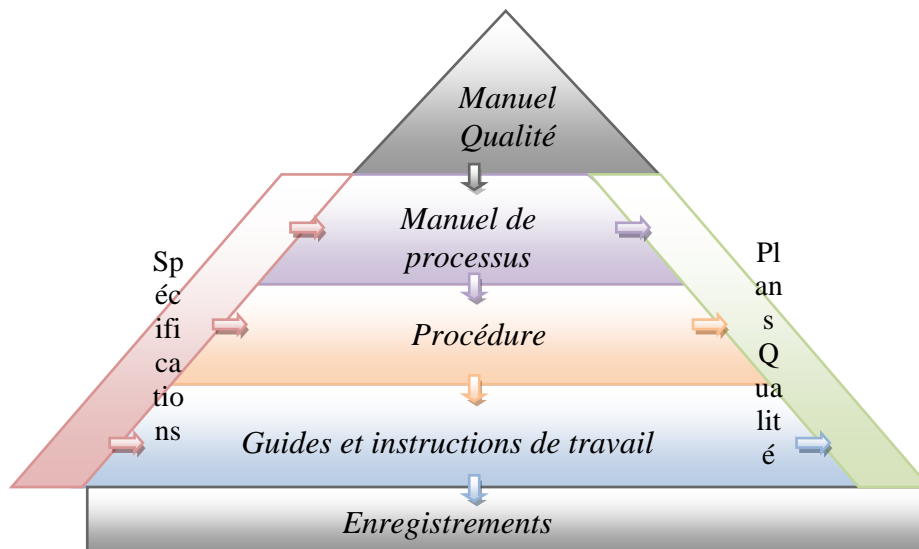 Manuel
Qualité
Manuel de
processus
Procédure
Guides et instructions de travail
Enregistrements
Sp
éc
ifi
ca
tio
ns
Pl
an
s
Q
ua
lit
é